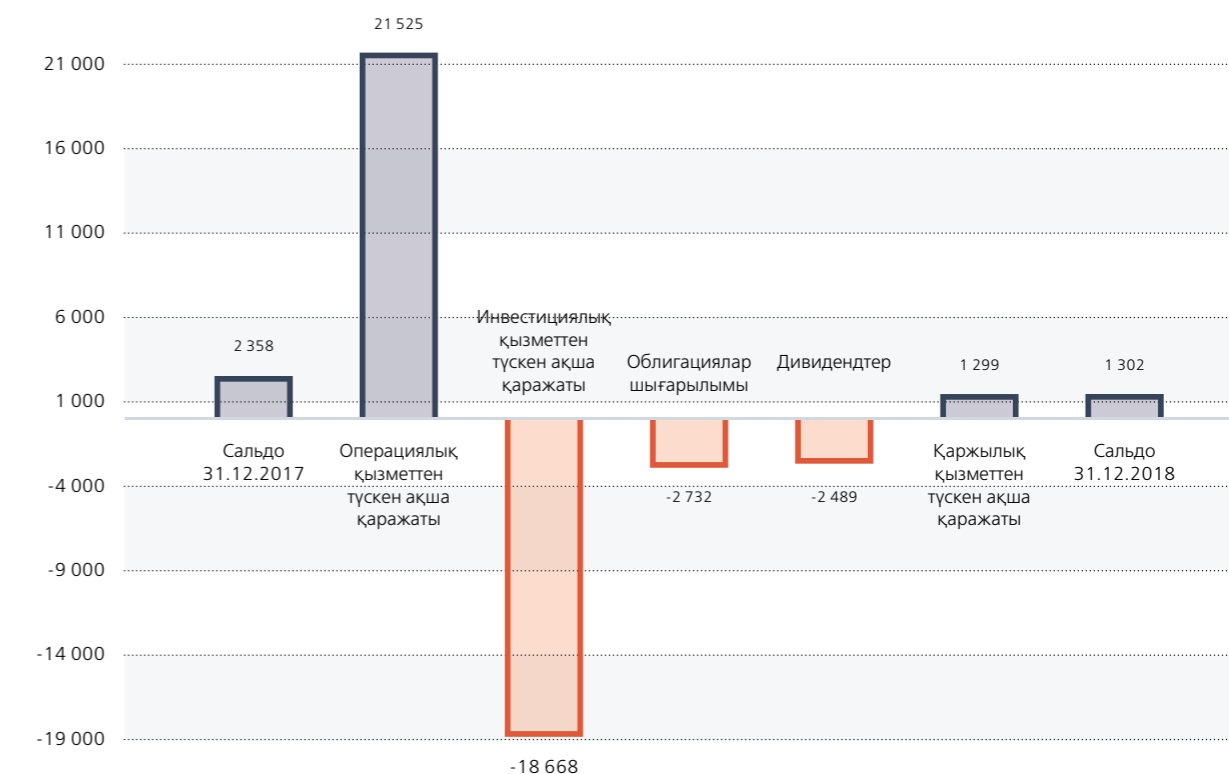 21 525
21 000
16 000
11 000
6 000
1 000
-4 000
-9 000
-14 000
-19 000
2 358
Сальдо
31.12.2017
Операциялық
қызметтен
түскен ақша
қаражаты
Инвестициялық
қызметтен
түскен ақша
қаражаты
-18 668
Облигациялар
шығарылымы
-2 732
Дивидендтер
-2 489
1 299
Қаржылық
қызметтен
түскен ақша
қаражаты
1 302
Сальдо
31.12.2018